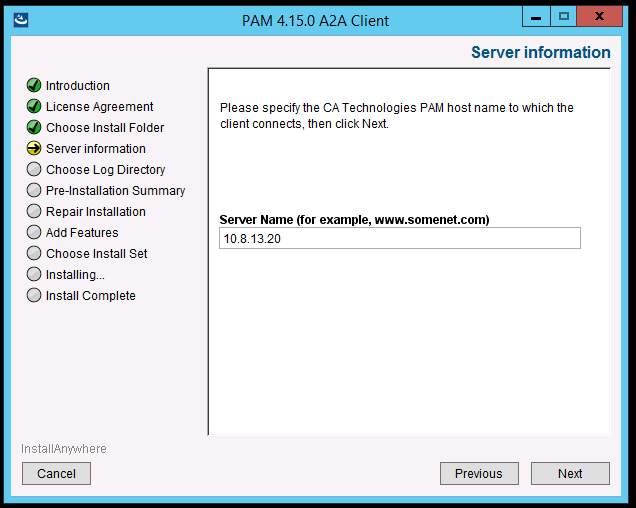 PAM 4.15.0 A2A Client
Server information
Introduction
License Agreement
Choose Install Folder
Server information
Choose Log Directory
Pre-Installation Summary
Repair Installation
Add Features
Choose Install Set
Installing...
Install Complete
Please specify the CA Technologies PAM host name to which the
client connects, then click Next.
Server Name (for example, www.somenet.com)
10.8.13.20
InstallAnywhere
Cancel
Previous
Next